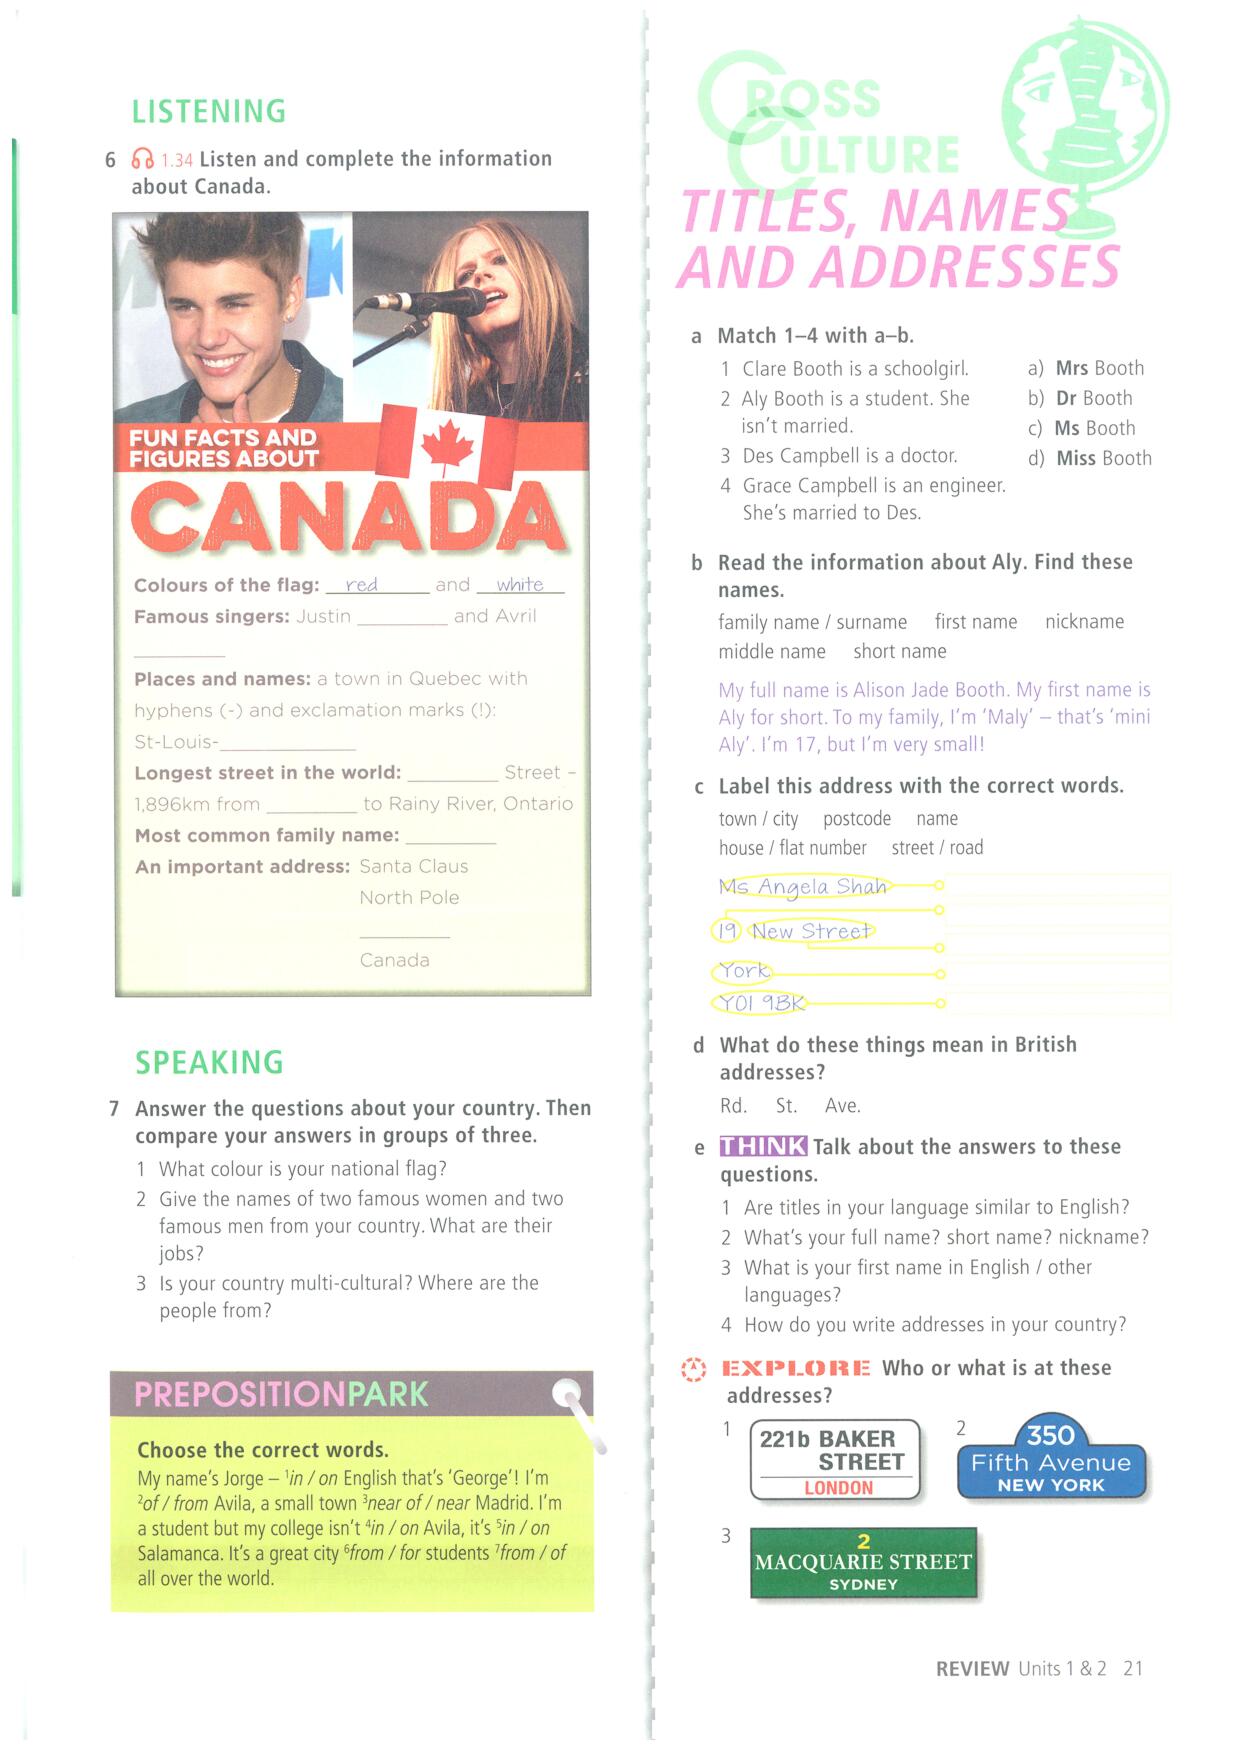 LISTENING
6 1.34 Listen and complete the information
about Canada.
FUN FACTS AND
FIGURES ABOUT
CANADA
Colours of the flag: red and white
Famous singers: Justin ________ and Avril
________
Places and names: a town in Quebec with
hyphens (-) and exclamation marks (!):
St-Louis-____________
Longest street in the world: ________ Street –
1,896km from ________ to Rainy River, Ontario
Most common family name: ________
An important address: Santa Claus
North Pole
________
Canada
SPEAKING
7 Answer the questions about your country. Then
compare your answers in groups of three.
1 What colour is your national flag?
2 Give the names of two famous women and two
famous men from your country. What are their
jobs?
3 Is your country multi-cultural? Where are the
people from?
PREPOSITIONPARK
Choose the correct words.
My name's Jorge – ¹in / on English that's 'George'! I'm
²of / from Avila, a small town ³near of / near Madrid. I'm
a student but my college isn't ⁴in / on Avila, it's ⁵in / on
Salamanca. It's a great city ⁶from / for students ⁷from / of
all over the world.
CROSS
CULTURE
TITLES, NAMES
AND ADDRESSES
a Match 1–4 with a–b.
1 Clare Booth is a schoolgirl. a) Mrs Booth
2 Aly Booth is a student. She b) Dr Booth
isn't married. c) Ms Booth
3 Des Campbell is a doctor. d) Miss Booth
4 Grace Campbell is an engineer.
She's married to Des.
b Read the information about Aly. Find these
names.
family name / surname first name nickname
middle name short name
My full name is Alison Jade Booth. My first name is
Aly for short. To my family, I'm 'Maly' – that's 'mini
Aly'. I'm 17, but I'm very small!
c Label this address with the correct words.
town / city postcode name
house / flat number street / road
Ms Angela Shah
19 New Street
York
YO1 9BK
d What do these things mean in British
addresses?
Rd. St. Ave.
e THINK Talk about the answers to these
questions.
1 Are titles in your language similar to English?
2 What's your full name? short name? nickname?
3 What is your first name in English / other
languages?
4 How do you write addresses in your country?
EXPLORE Who or what is at these
addresses?
1 221b BAKER
STREET
LONDON
2 350
Fifth Avenue
NEW YORK
3 2
MACQUARIE STREET
SYDNEY
REVIEW Units 1 & 2 21